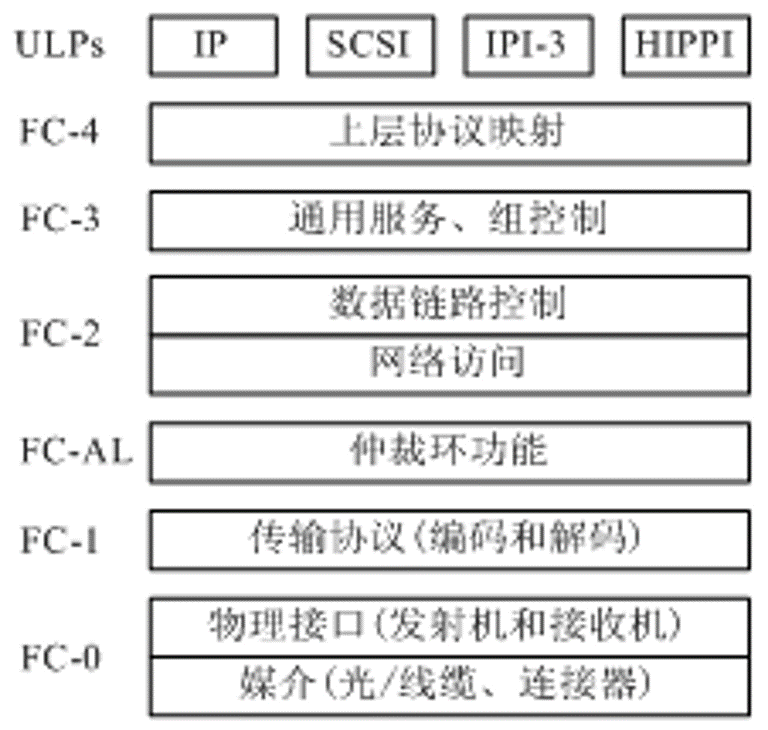 ULPs IP SCSI IPI-3 HIPPI
FC-4 上层协议映射
FC-3 通用服务、组控制
数据链路控制
FC-2
网络访问
FC-AL 仲裁环功能
FC-1 传输协议(编码和解码)
物理接口(发射机和接收机)
FC-0
媒介(光/线缆、连接器)